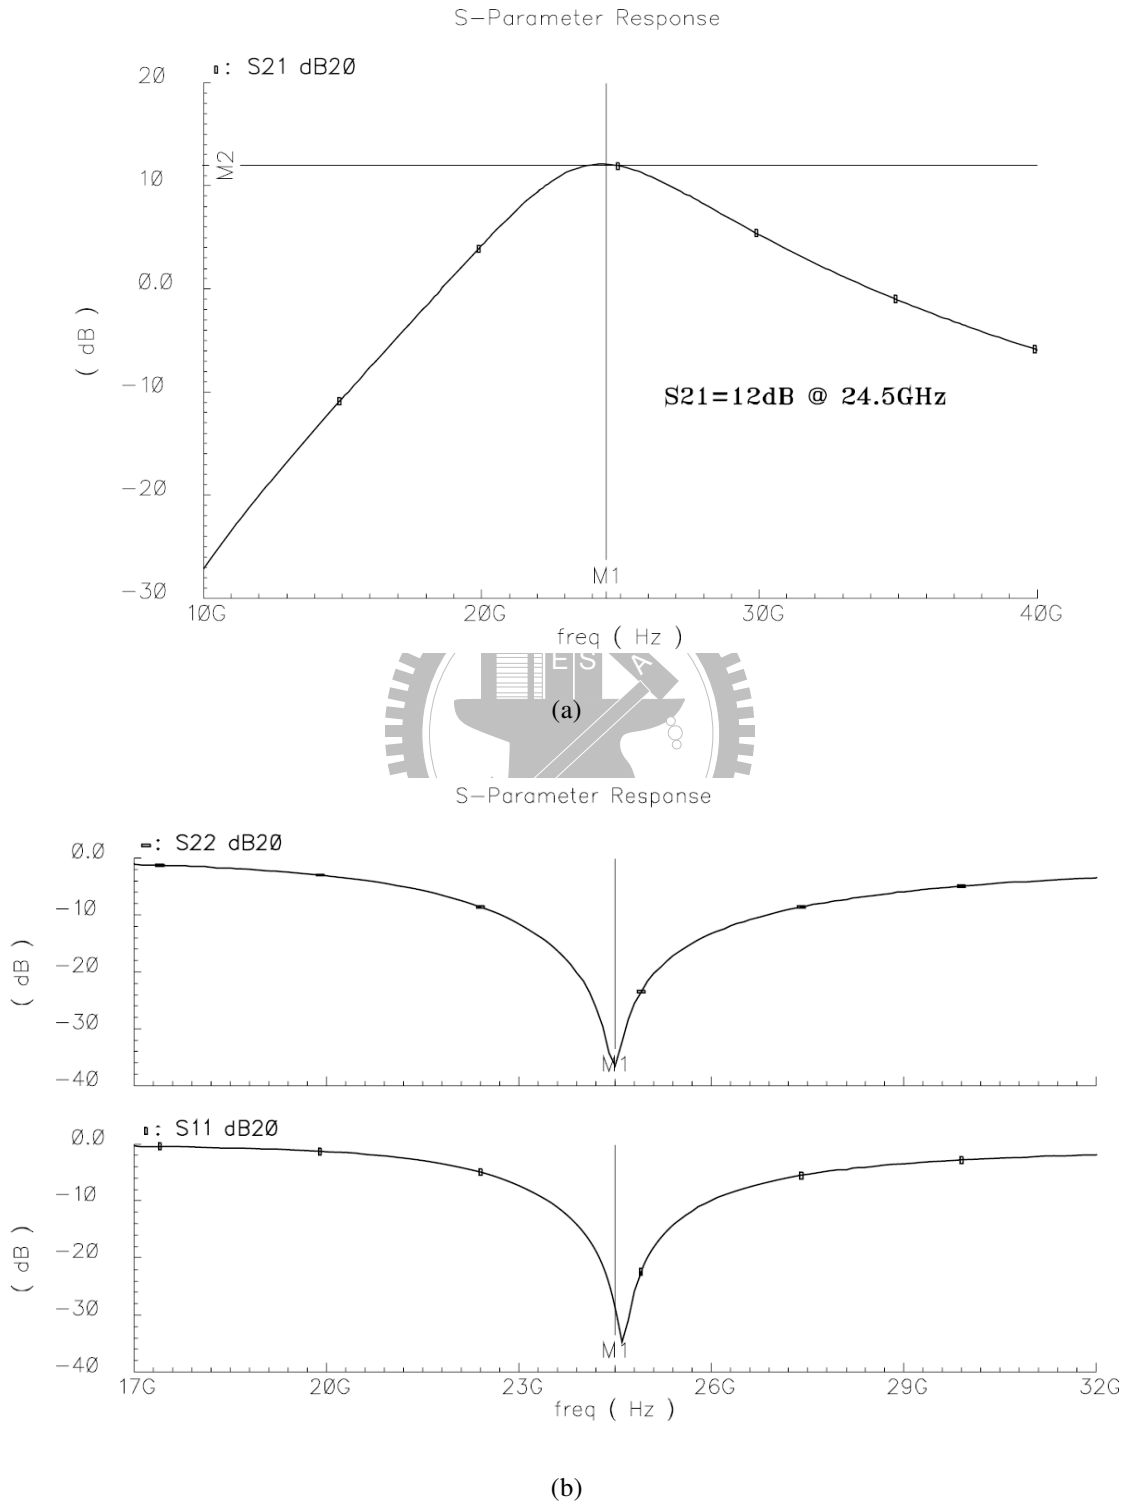 S-Parameter Response
▯: S21 dB20
20
10
0.0
-10
-20
-30
( dB )
M2
S21=12dB @ 24.5GHz
M1
10G 20G 30G 40G
freq ( Hz )
E S A
(a)
S-Parameter Response
▭: S22 dB20
0.0
-10
-20
-30
-40
( dB )
M1
▯: S11 dB20
0.0
-10
-20
-30
-40
( dB )
M1
17G 20G 23G 26G 29G 32G
freq ( Hz )
(b)